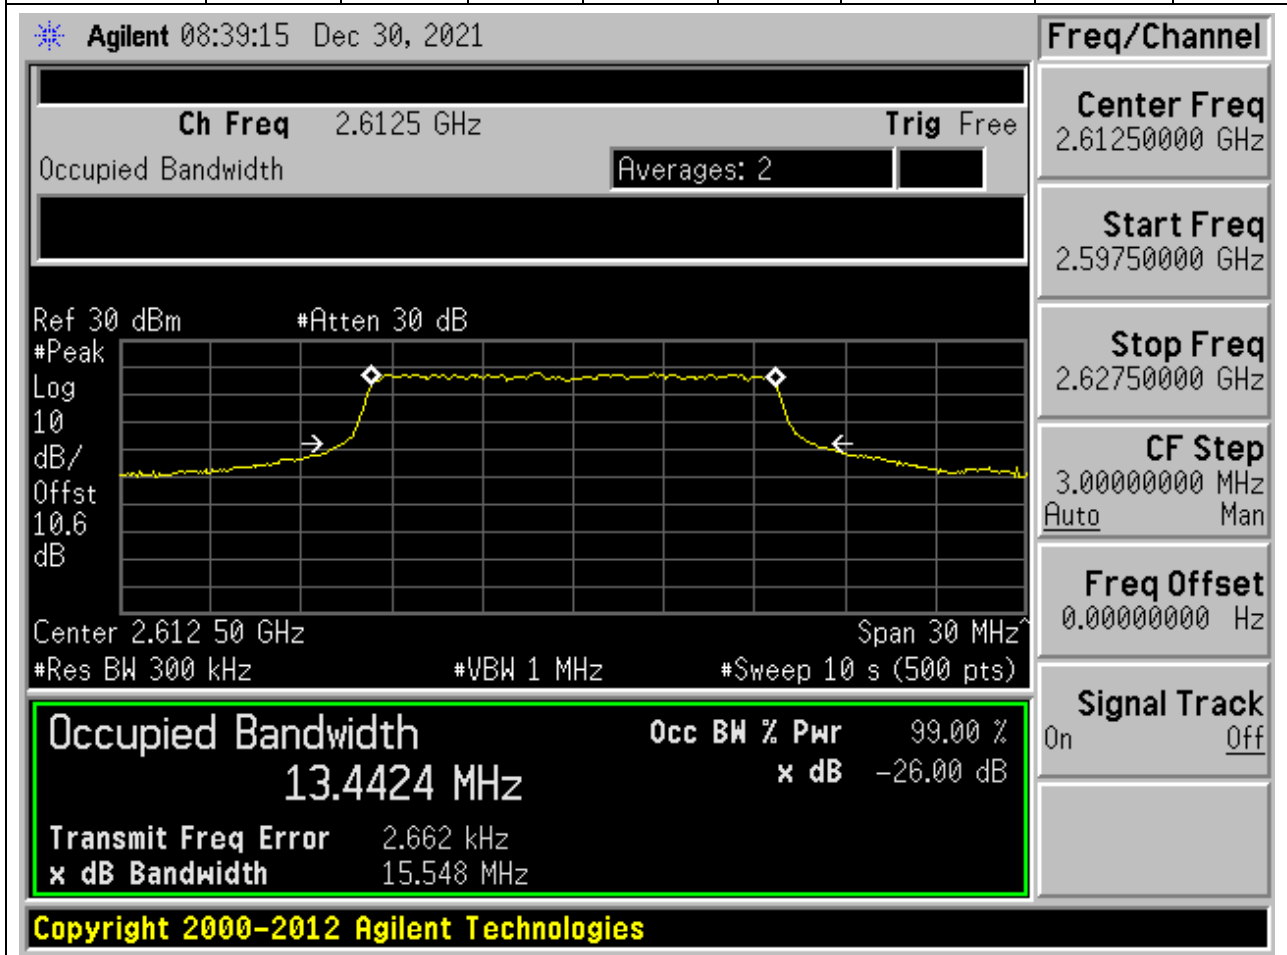 Agilent 08:39:15 Dec 30, 2021
Freq/Channel
Ch Freq 2.6125 GHz Trig Free
Occupied Bandwidth Averages: 2
Center Freq
2.61250000 GHz
Start Freq
2.59750000 GHz
Stop Freq
2.62750000 GHz
CF Step
3.00000000 MHz
Auto Man
Freq Offset
0.00000000 Hz
Signal Track
On Off
Ref 30 dBm #Atten 30 dB
#Peak
Log
10
dB/
Offst
10.6
dB
Center 2.612 50 GHz Span 30 MHz^
#Res BW 300 kHz #VBW 1 MHz #Sweep 10 s (500 pts)
Occupied Bandwidth Occ BW % Pwr 99.00 %
13.4424 MHz x dB -26.00 dB
Transmit Freq Error 2.662 kHz
x dB Bandwidth 15.548 MHz
Copyright 2000-2012 Agilent Technologies